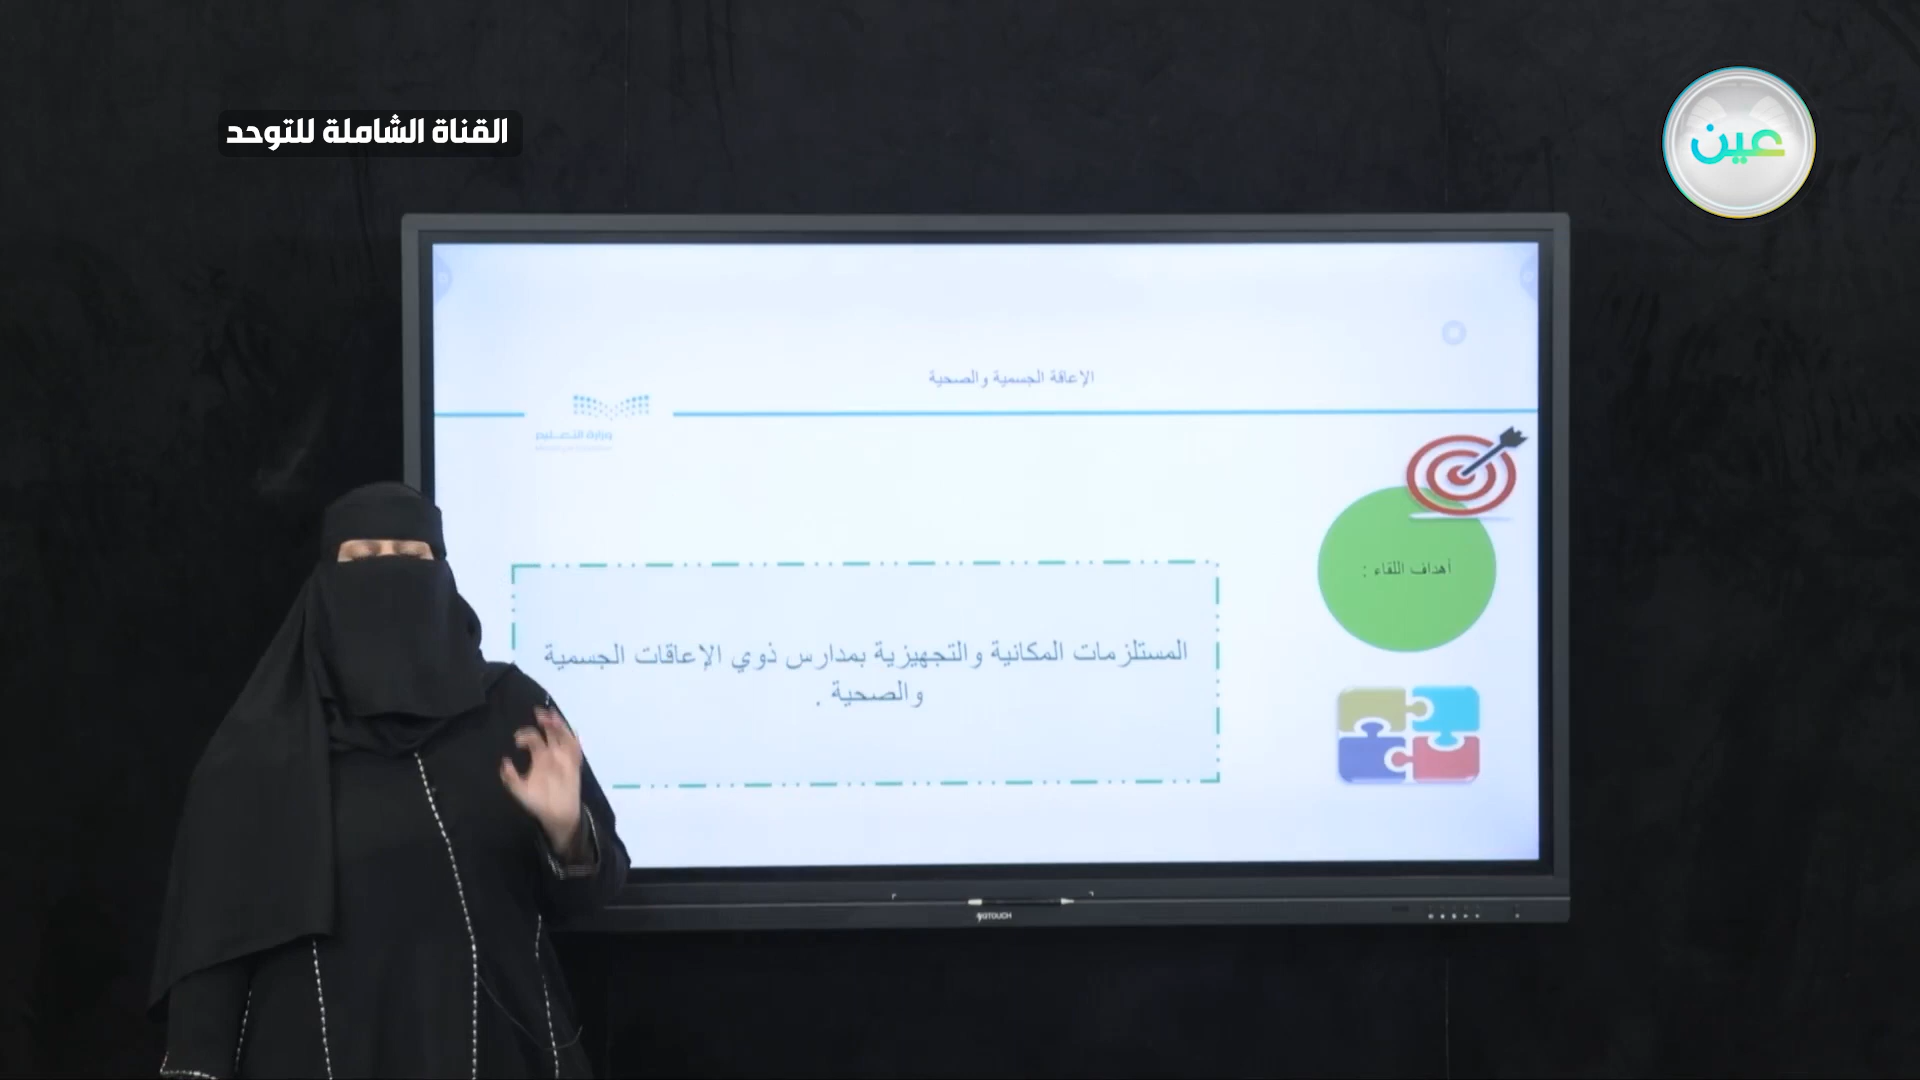 القناة الشاملة للتوحد
عين
الإعاقة الجسمية والصحية
وزارة التعليم
أهداف اللقاء :
المستلزمات المكانية والتجهيزية بمدارس ذوي الإعاقات الجسمية
والصحية .